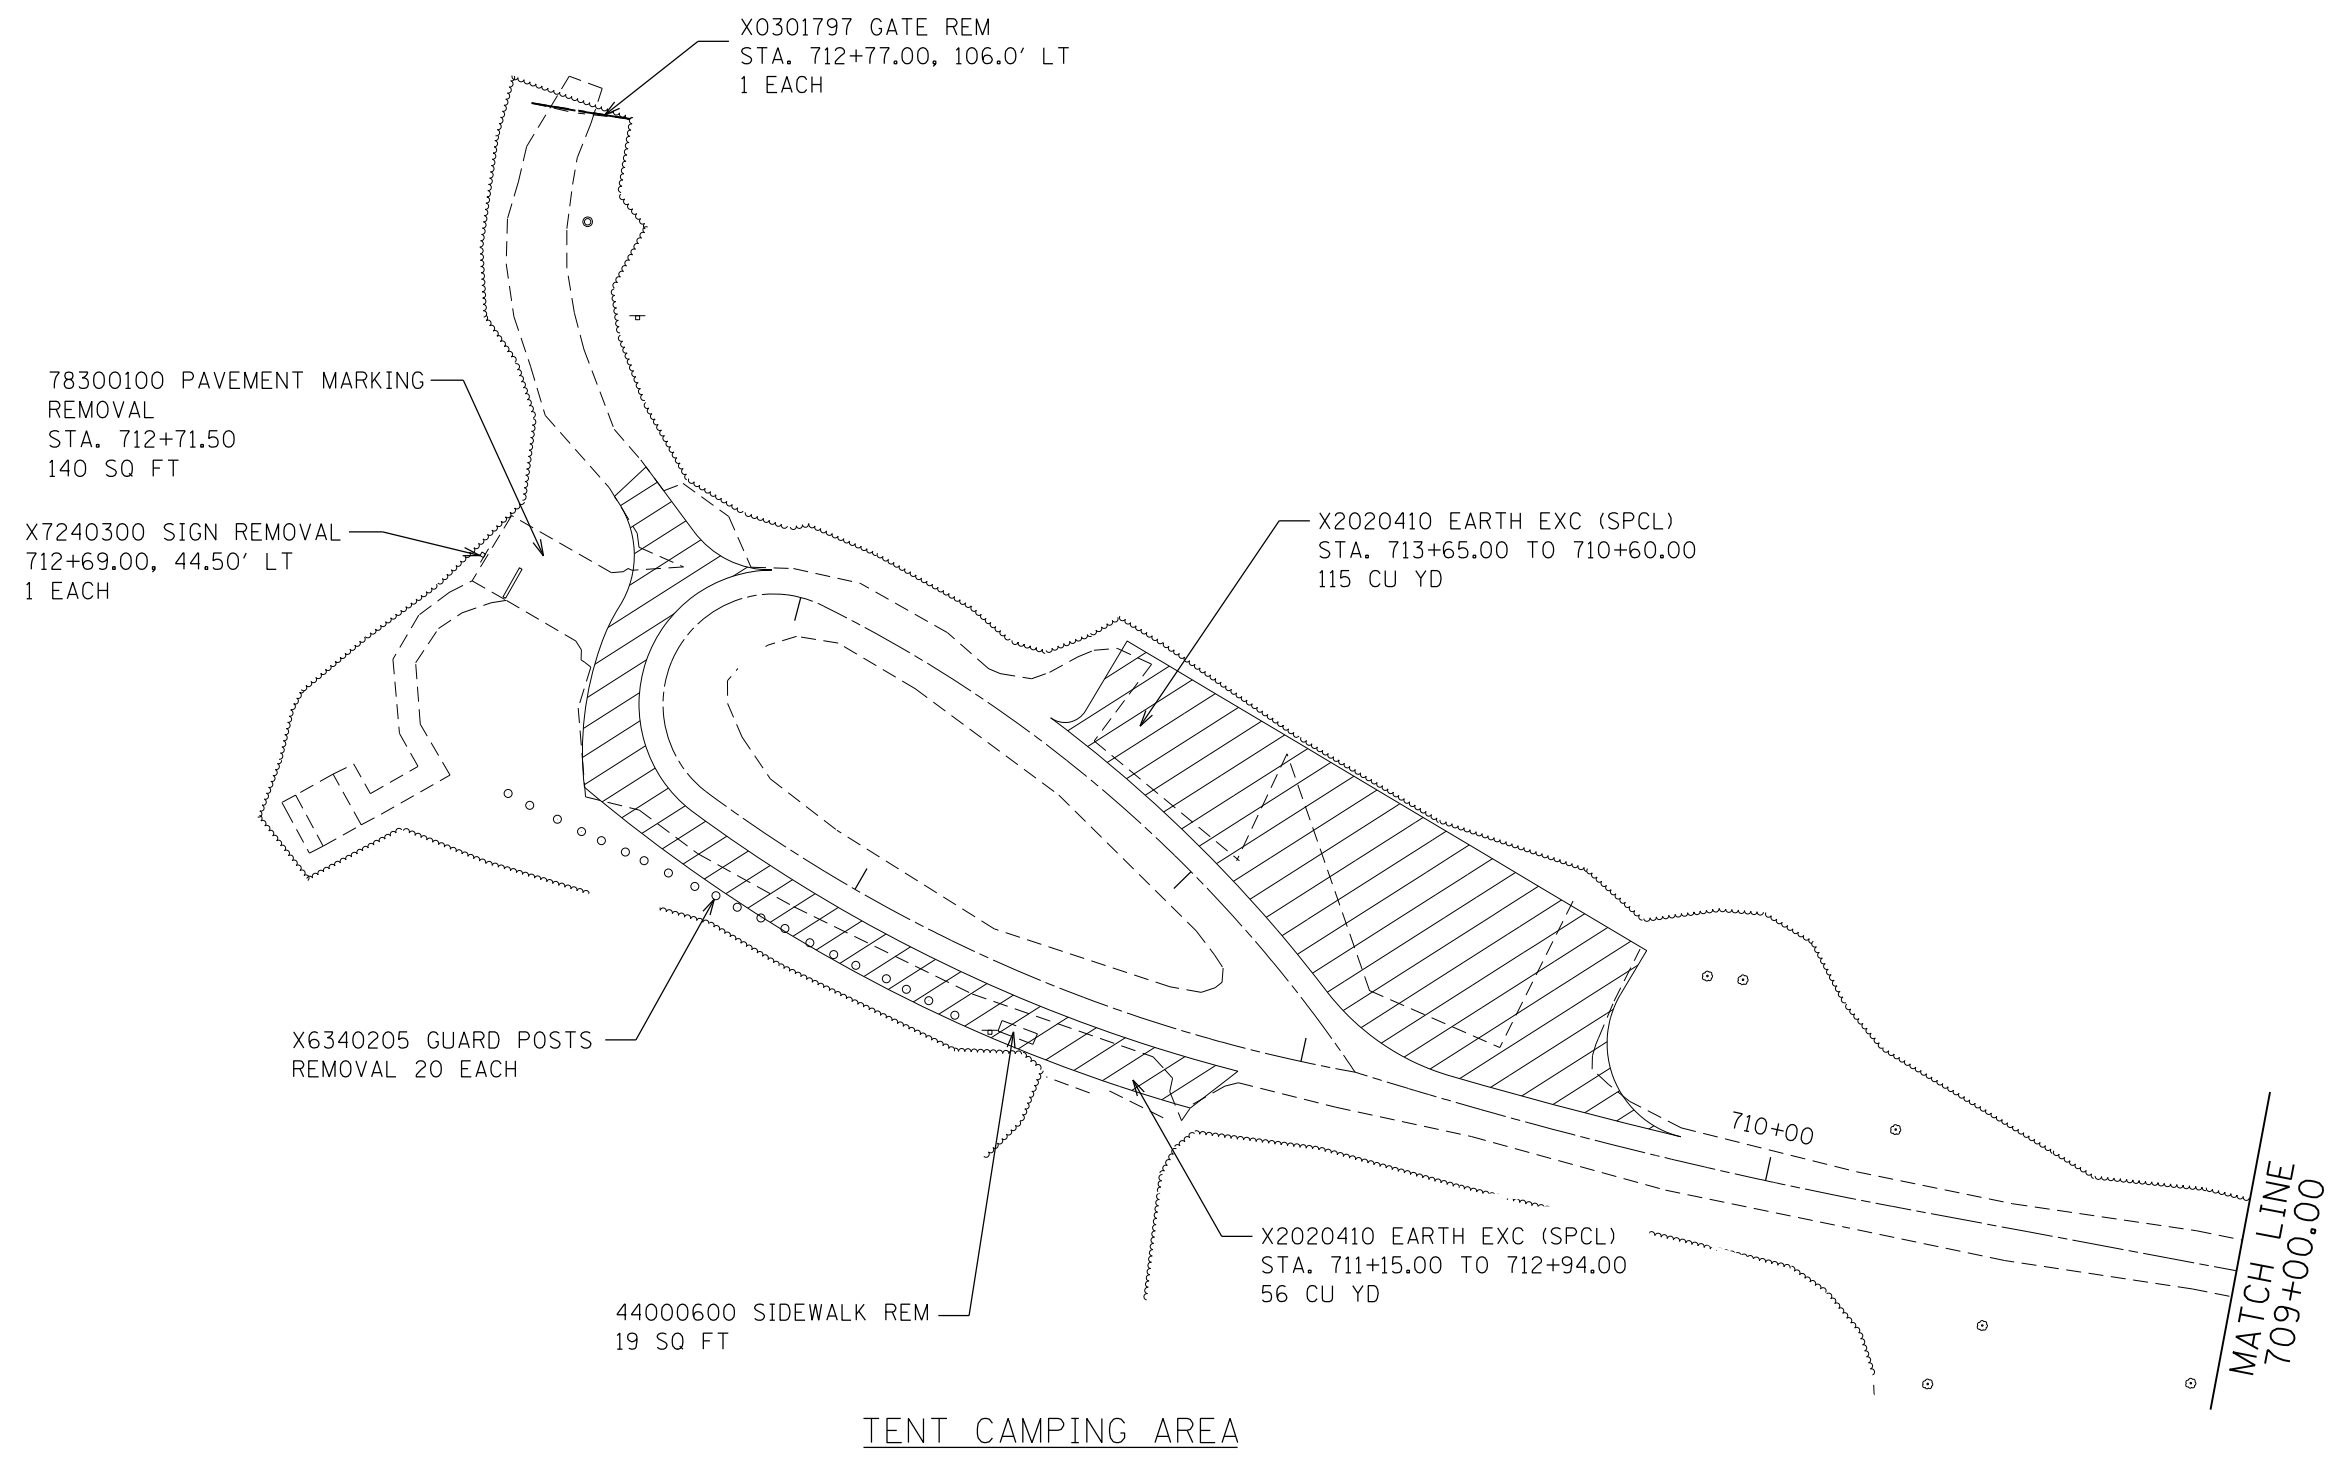 X0301797 GATE REM
STA. 712+77.00, 106.0' LT
1 EACH
78300100 PAVEMENT MARKING
REMOVAL
STA. 712+71.50
140 SQ FT
X7240300 SIGN REMOVAL
712+69.00, 44.50' LT
1 EACH
X2020410 EARTH EXC (SPCL)
STA. 713+65.00 TO 710+60.00
115 CU YD
X6340205 GUARD POSTS
REMOVAL 20 EACH
710+00
X2020410 EARTH EXC (SPCL)
STA. 711+15.00 TO 712+94.00
56 CU YD
44000600 SIDEWALK REM
19 SQ FT
MATCH LINE
709+00.00
TENT CAMPING AREA